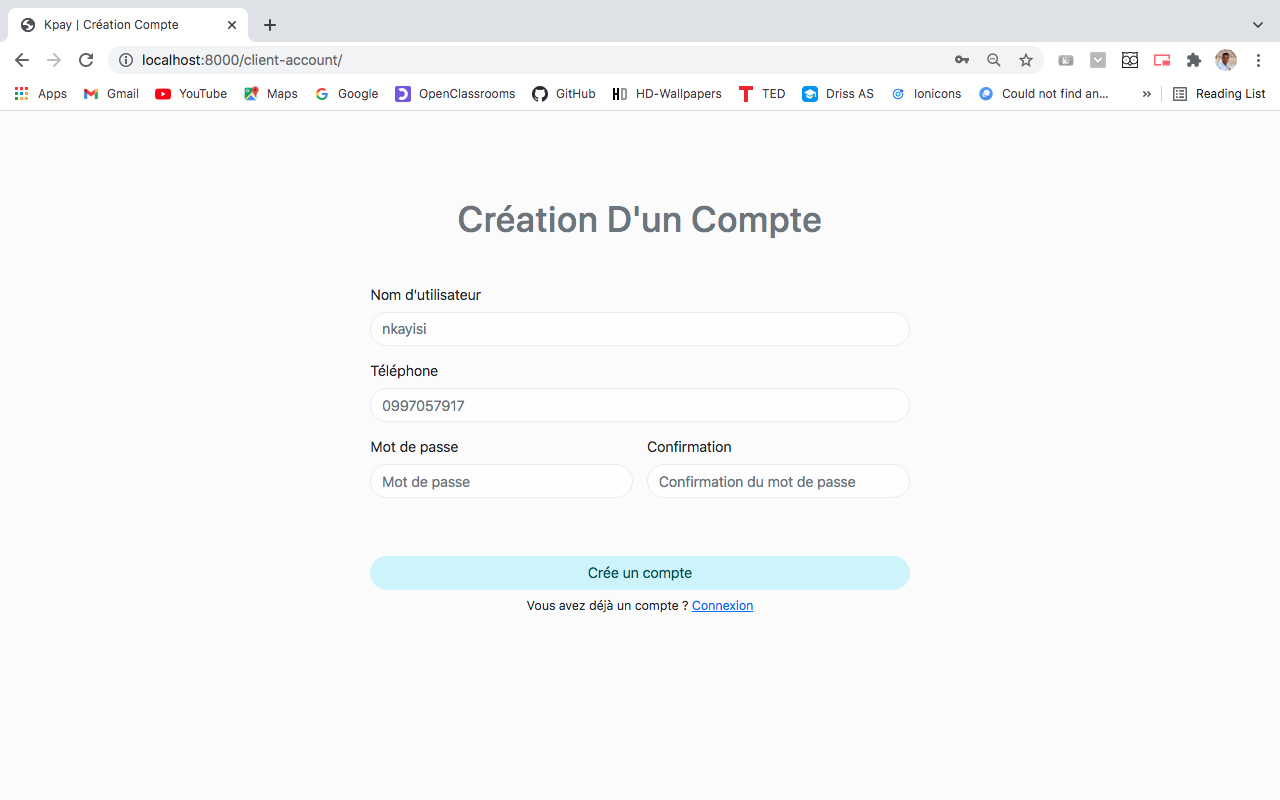 Kpay | Création Compte
localhost:8000/client-account/
Apps Gmail YouTube Maps Google OpenClassrooms GitHub HD-Wallpapers TED Driss AS Ionicons Could not find an... » Reading List
Création D'un Compte
Nom d'utilisateur
nkayisi
Téléphone
0997057917
Mot de passe Confirmation
Mot de passe Confirmation du mot de passe
Crée un compte
Vous avez déjà un compte ? Connexion